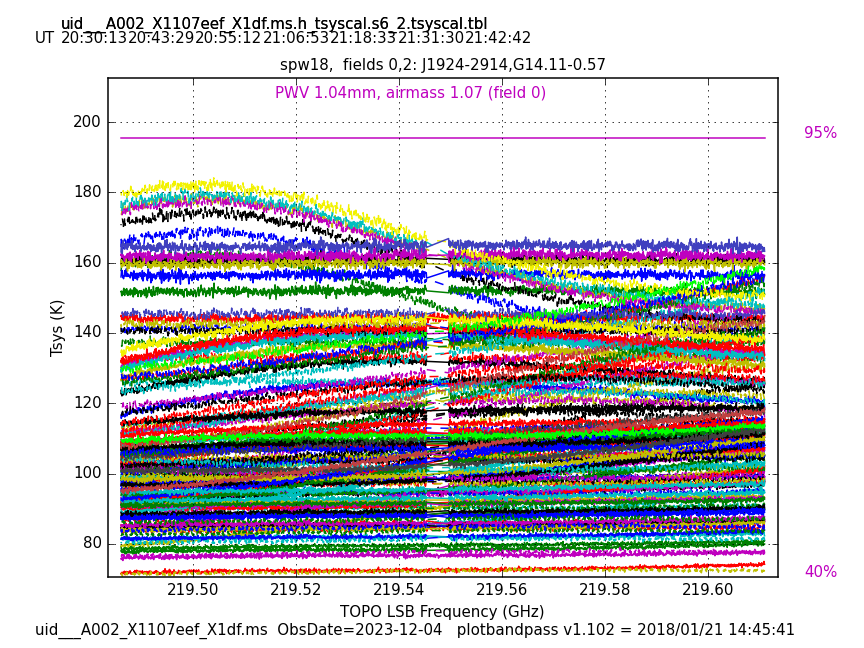 uid___A002_X1107eef_X1df.ms.h_tsyscal.s6_2.tsyscal.tbl
UT 20:30:13 20:43:29 20:55:12 21:06:53 21:18:33 21:31:30 21:42:42
spw18, fields 0,2: J1924-2914,G14.11-0.57
PWV 1.04mm, airmass 1.07 (field 0)
95%
200
180
160
140
120
100
80
Tsys (K)
40%
219.50 219.52 219.54 219.56 219.58 219.60
TOPO LSB Frequency (GHz)
uid___A002_X1107eef_X1df.ms ObsDate=2023-12-04 plotbandpass v1.102 = 2018/01/21 14:45:41